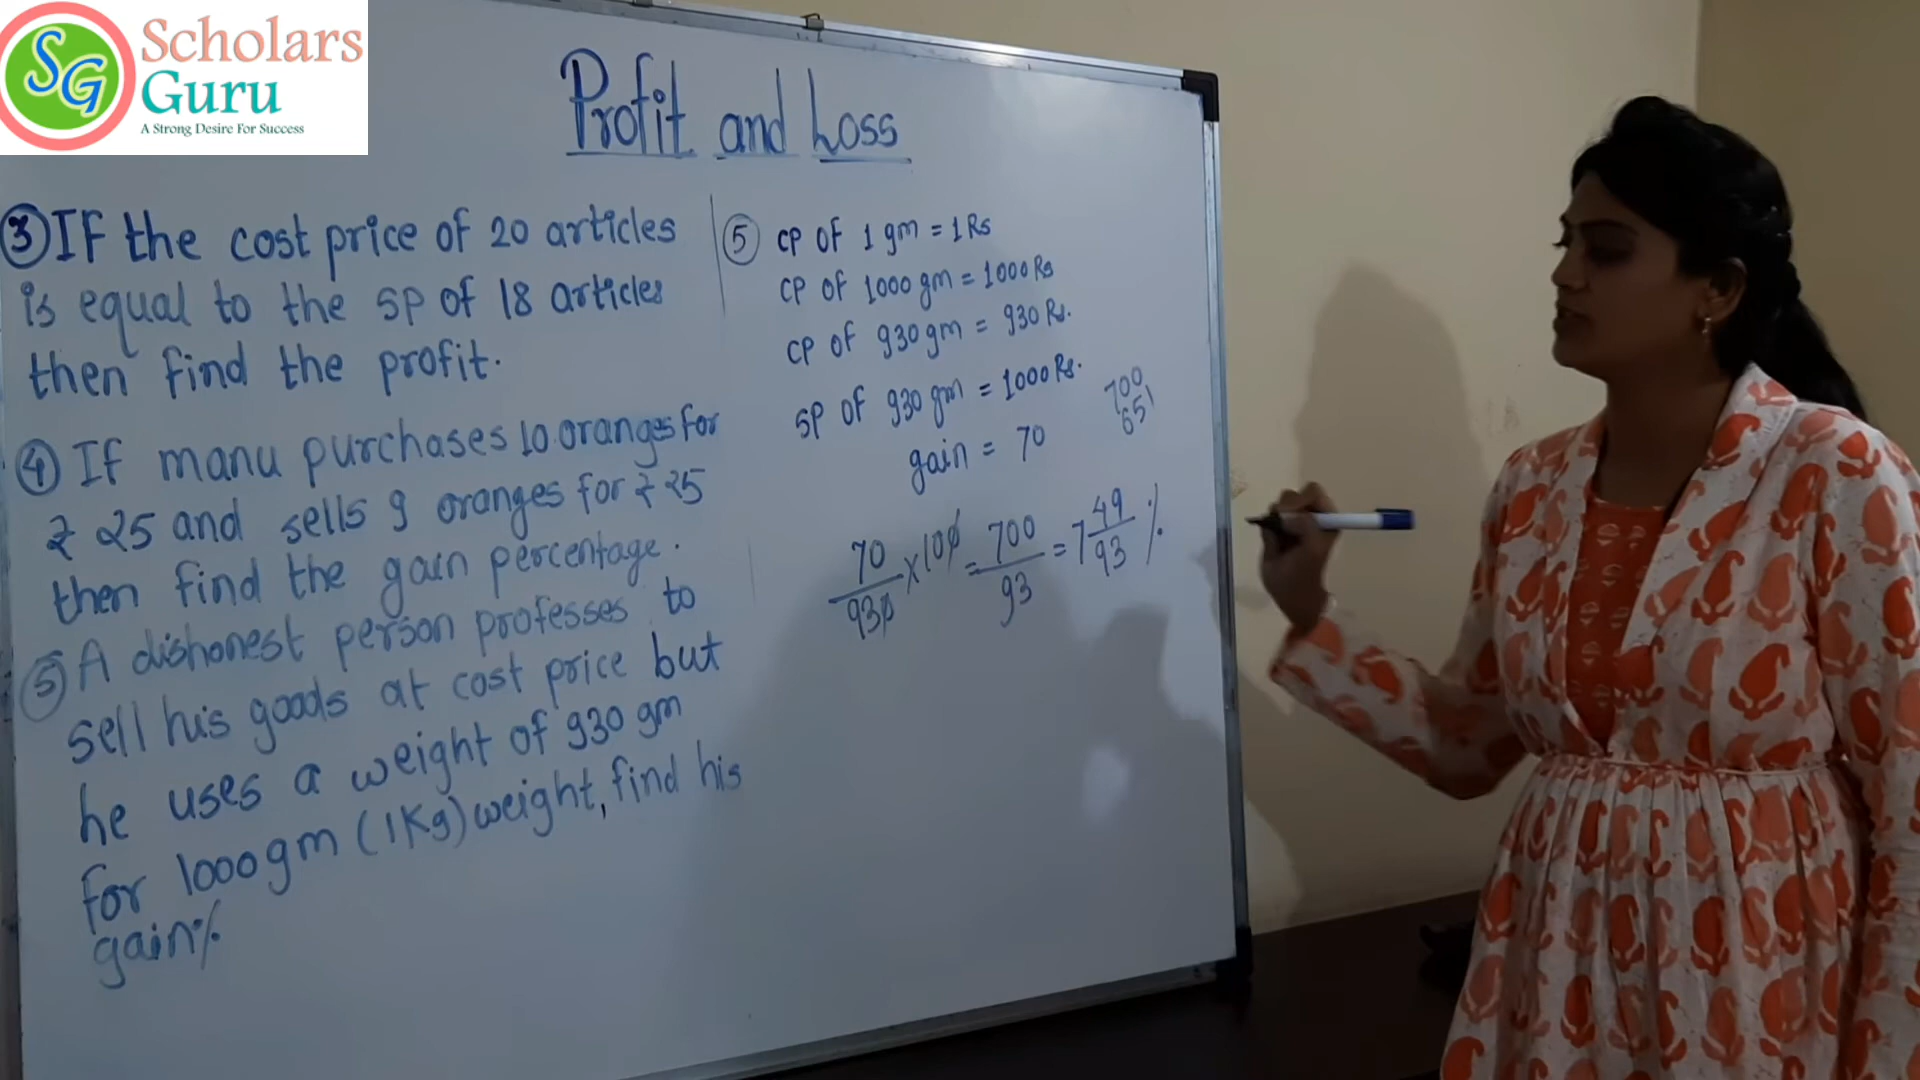 Scholars
Guru
A Strong Desire For Success
SG
Profit and Loss
③ IF the cost price of 20 articles
is equal to the SP of 18 articles
then find the profit.
④ If manu purchases 10 oranges for
₹ 25 and sells 9 oranges for ₹ 25
then find the gain percentage.
⑤ A dishonest person professes to
sell his goods at cost price but
he uses a weight of 930 gm
for 1000gm (1Kg) weight, find his
gain%
⑤ CP OF 1 gm = 1 Rs
CP OF 1000 gm = 1000 Rs
CP OF 930 gm = 930 Rs.
SP OF 930 gm = 1000 Rs.
gain = 70
700
651
70/930 x 100 = 700/93 = 7 49/93 %